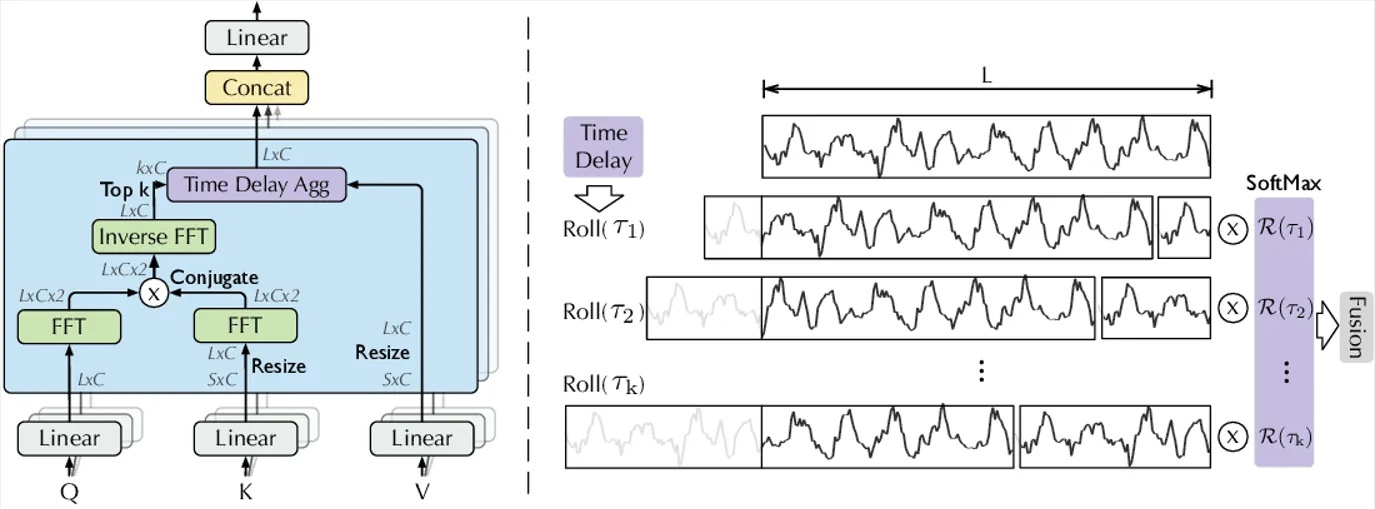 Linear
Concat
LxC
kxC
Time Delay Agg
Top k
LxC
Inverse FFT
LxCx2
Conjugate
X
LxCx2
LxCx2
FFT
FFT
LxC
LxC
Resize
Resize
LxC
SxC
SxC
Linear
Linear
Linear
Q
K
V
L
Time
Delay
SoftMax
Roll(τ1)
X
R(τ1)
Roll(τ2)
X
R(τ2)
Fusion
⋮
⋮
Roll(τk)
X
R(τk)